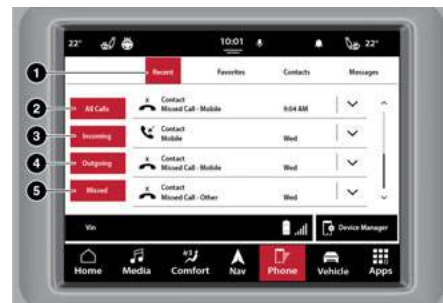 22°
10:01
22°
1
Recent
Favorites
Contacts
Messages
2
All Calls
Contact
Missed Call - Mobile
9:04 AM
3
Incoming
Contact
Mobile
Wed
4
Outgoing
Contact
Missed Call - Mobile
Wed
5
Missed
Contact
Missed Call - Other
Wed
Vin
Device Manager
Home
Media
Comfort
Nav
Phone
Vehicle
Apps